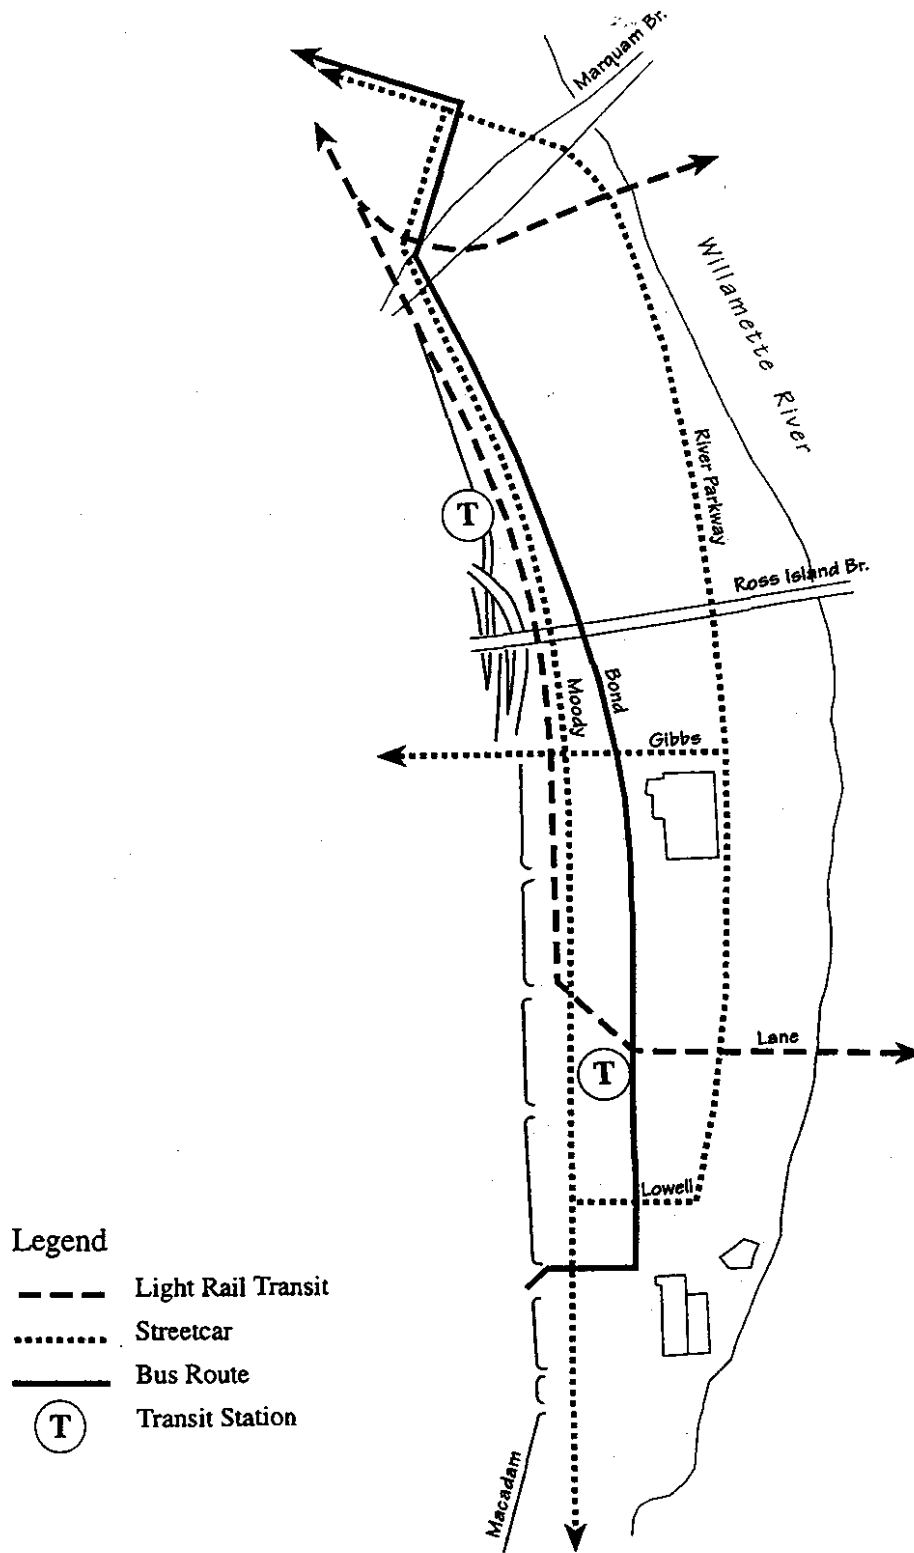 Marquam Br.
Willamette River
River Parkway
T
Ross Island Br.
Bond
Moody
Gibbs
Lane
T
Lowell
Legend
Light Rail Transit
Streetcar
Bus Route
T
Transit Station
Macadam